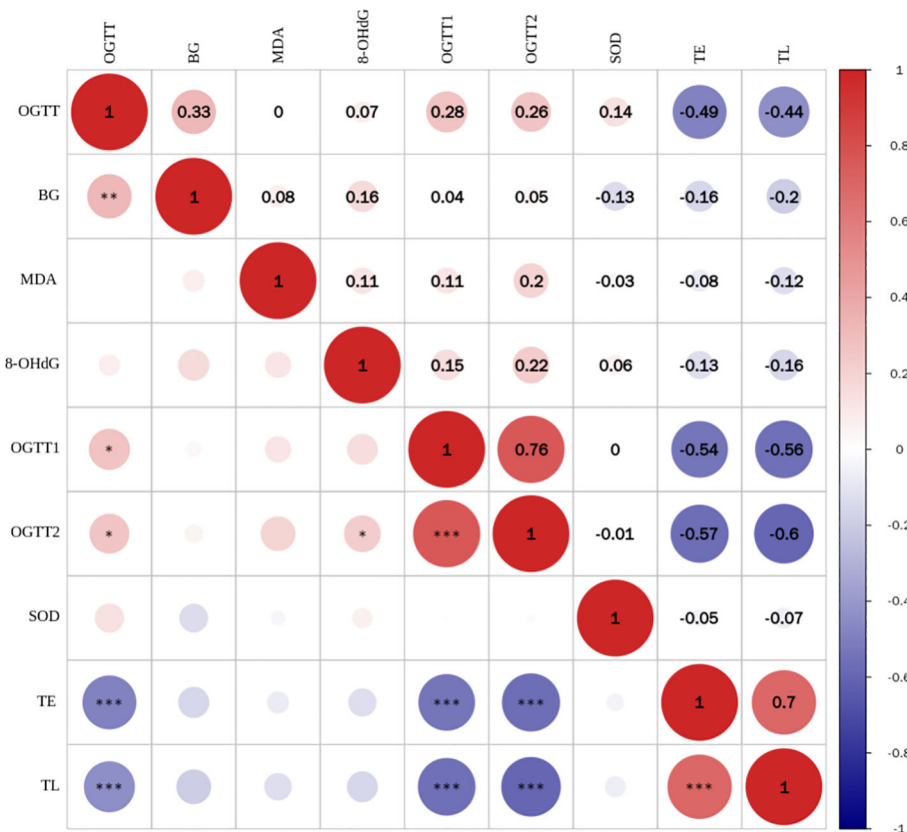 OGTT BG MDA 8-OHdG OGTT1 OGTT2 SOD TE TL
OGTT 1 0.33 0 0.07 0.28 0.26 0.14 -0.49 -0.44
BG ** 1 0.08 0.16 0.04 0.05 -0.13 -0.16 -0.2
MDA 1 0.11 0.11 0.2 -0.03 -0.08 -0.12
8-OHdG 1 0.15 0.22 0.06 -0.13 -0.16
OGTT1 * 1 0.76 0 -0.54 -0.56
OGTT2 * * *** 1 -0.01 -0.57 -0.6
SOD 1 -0.05 -0.07
TE *** *** *** 1 0.7
TL *** *** *** *** 1
1
0.8
0.6
0.4
0.2
0
-0.2
-0.4
-0.6
-0.8
-1